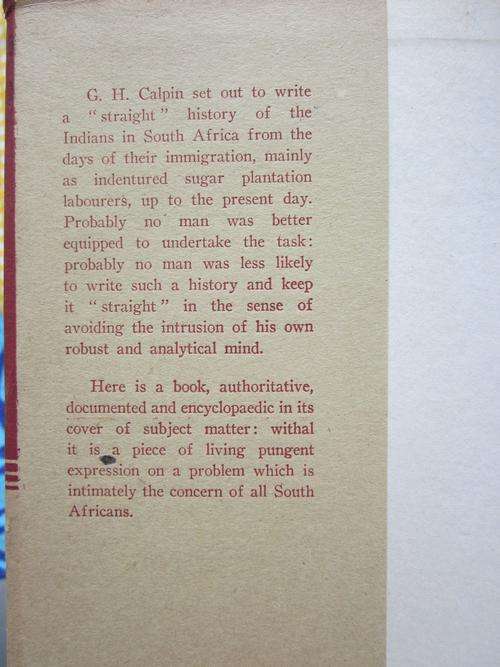 G. H. Calpin set out to write
a "straight" history of the
Indians in South Africa from the
days of their immigration, mainly
as indentured sugar plantation
labourers, up to the present day.
Probably no man was better
equipped to undertake the task:
probably no man was less likely
to write such a history and keep
it "straight" in the sense of
avoiding the intrusion of his own
robust and analytical mind.
Here is a book, authoritative,
documented and encyclopaedic in its
cover of subject matter: withal
it is a piece of living pungent
expression on a problem which is
intimately the concern of all South
Africans.